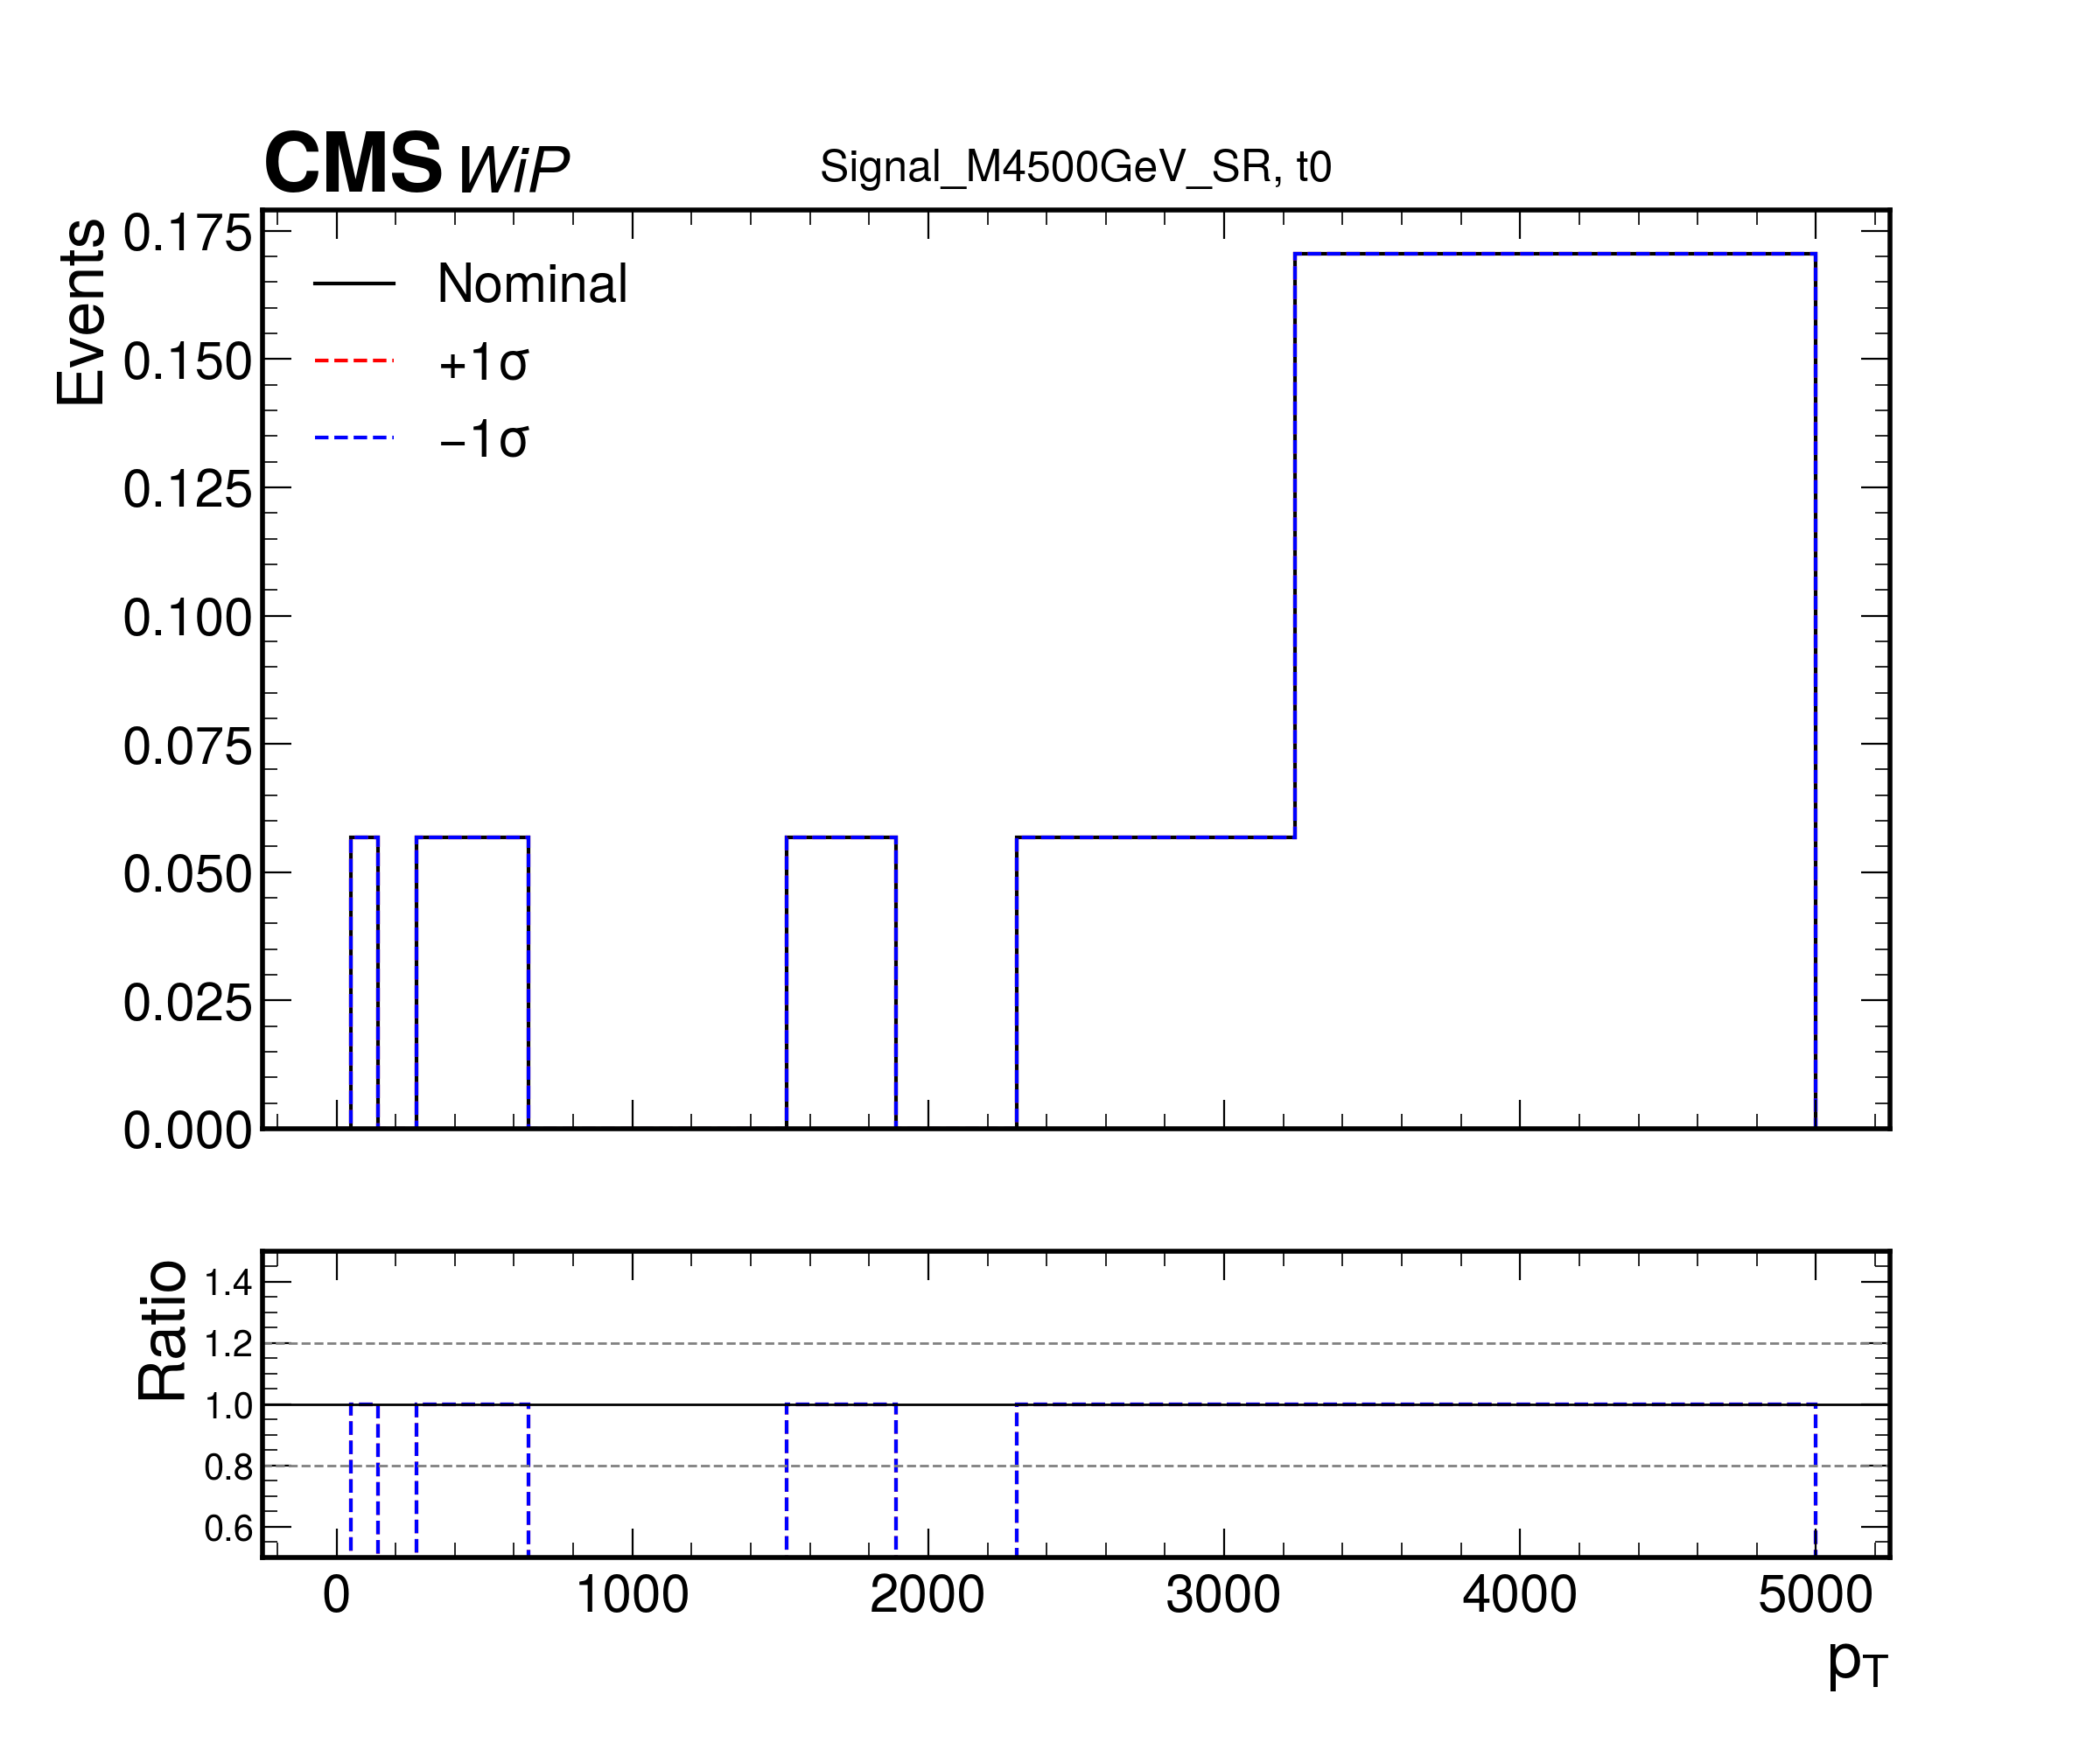 CMS WiP
Signal_M4500GeV_SR, t0
Events
0.175
0.150
0.125
0.100
0.075
0.050
0.025
0.000
Nominal
+1σ
−1σ
Ratio
1.4
1.2
1.0
0.8
0.6
0 1000 2000 3000 4000 5000
pT